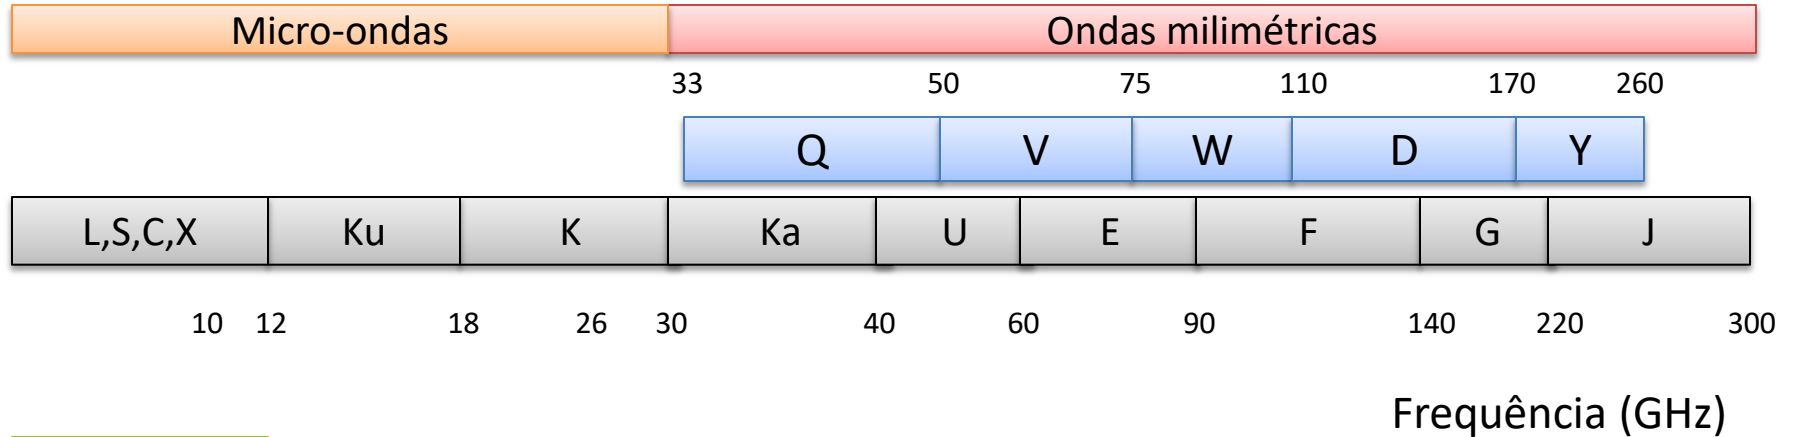 Micro-ondas Ondas milimétricas
33 50 75 110 170 260
Q V W D Y
L,S,C,X Ku K Ka U E F G J
10 12 18 26 30 40 60 90 140 220 300
Frequência (GHz)